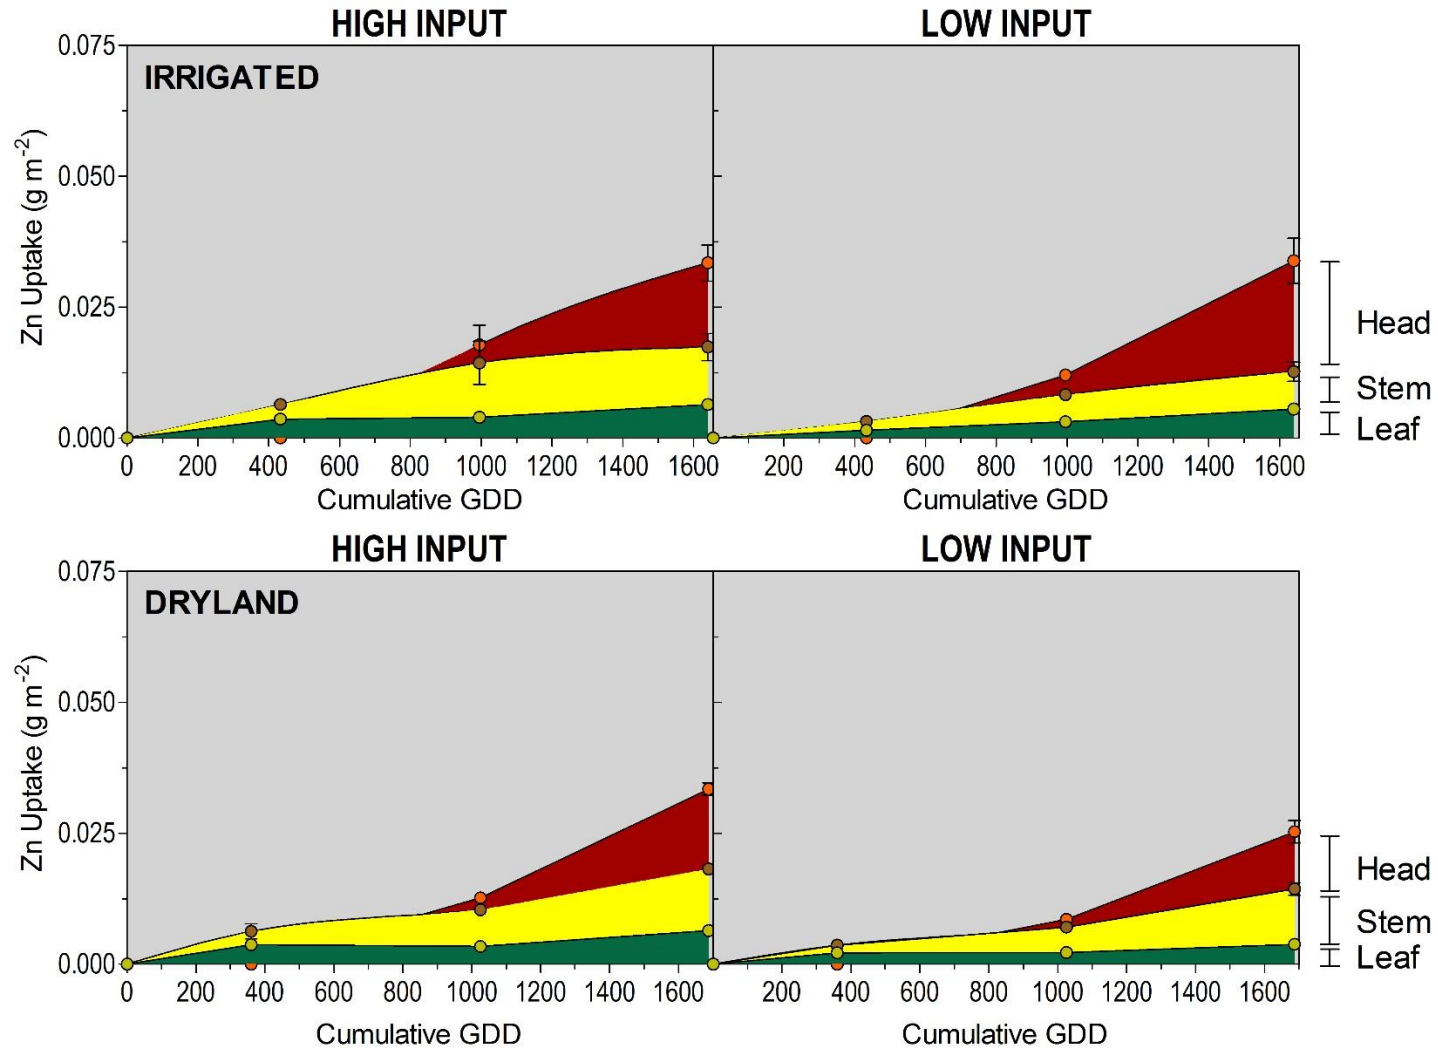 HIGH INPUT
LOW INPUT
IRRIGATED
Zn Uptake (g m-2)
0.075
0.050
0.025
0.000
0 200 400 600 800 1000 1200 1400 1600
200 400 600 800 1000 1200 1400 1600
Cumulative GDD
Cumulative GDD
Head
Stem
Leaf
HIGH INPUT
LOW INPUT
DRYLAND
Zn Uptake (g m-2)
0.075
0.050
0.025
0.000
0 200 400 600 800 1000 1200 1400 1600
200 400 600 800 1000 1200 1400 1600
Cumulative GDD
Cumulative GDD
Head
Stem
Leaf